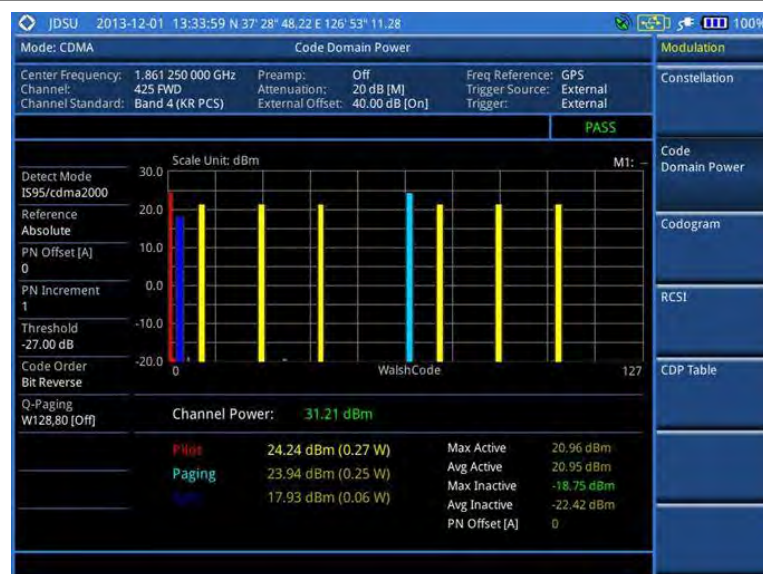 JDSU 2013-12-01 13:33:59 N 37' 28" 48.22 E 126' 53" 11.28 100%
Mode: CDMA Code Domain Power Modulation
Center Frequency: 1.861 250 000 GHz Preamp: Off Freq Reference: GPS
Channel: 425 FWD Attenuation: 20 dB [M] Trigger Source: External
Channel Standard: Band 4 (KR PCS) External Offset: 40.00 dB [On] Trigger: External
Constellation
PASS
Code
Domain Power
Codogram
RCSI
CDP Table
Detect Mode
IS95/cdma2000
Reference
Absolute
PN Offset [A]
0
PN Increment
1
Threshold
-27.00 dB
Code Order
Bit Reverse
Q-Paging
W128,80 [Off]
Scale Unit: dBm M1: --
30.0
20.0
10.0
0.0
-10.0
-20.0
0 WalshCode 127
Channel Power: 31.21 dBm
Pilot 24.24 dBm (0.27 W)
Paging 23.94 dBm (0.25 W)
Sync 17.93 dBm (0.06 W)
Max Active 20.96 dBm
Avg Active 20.95 dBm
Max Inactive -18.75 dBm
Avg Inactive -22.42 dBm
PN Offset [A] 0